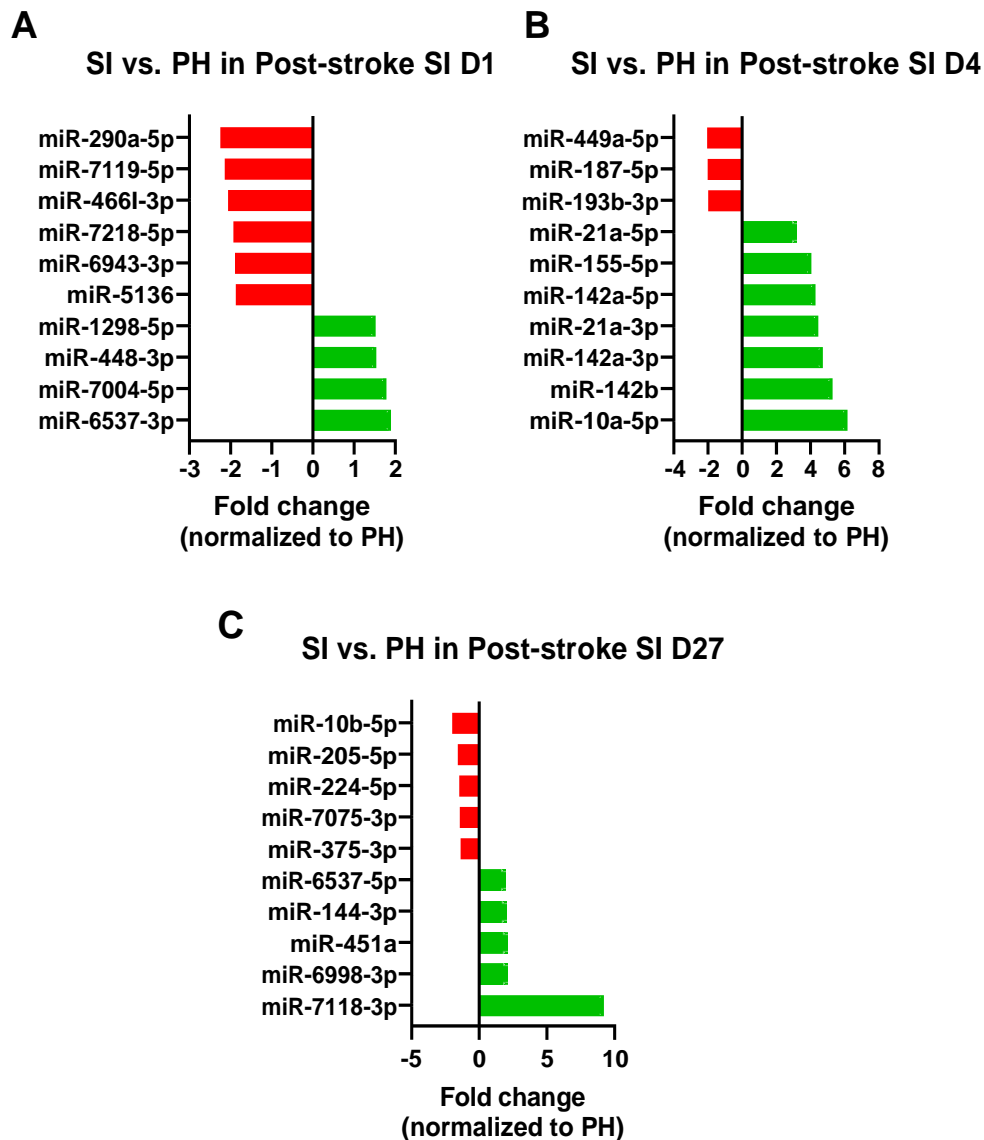 A
SI vs. PH in Post-stroke SI D1
miR-290a-5p
miR-7119-5p
miR-466l-3p
miR-7218-5p
miR-6943-3p
miR-5136
miR-1298-5p
miR-448-3p
miR-7004-5p
miR-6537-3p
-3 -2 -1 0 1 2
Fold change
(normalized to PH)
B
SI vs. PH in Post-stroke SI D4
miR-449a-5p
miR-187-5p
miR-193b-3p
miR-21a-5p
miR-155-5p
miR-142a-5p
miR-21a-3p
miR-142a-3p
miR-142b
miR-10a-5p
-4 -2 0 2 4 6 8
Fold change
(normalized to PH)
C
SI vs. PH in Post-stroke SI D27
miR-10b-5p
miR-205-5p
miR-224-5p
miR-7075-3p
miR-375-3p
miR-6537-5p
miR-144-3p
miR-451a
miR-6998-3p
miR-7118-3p
-5 0 5 10
Fold change
(normalized to PH)